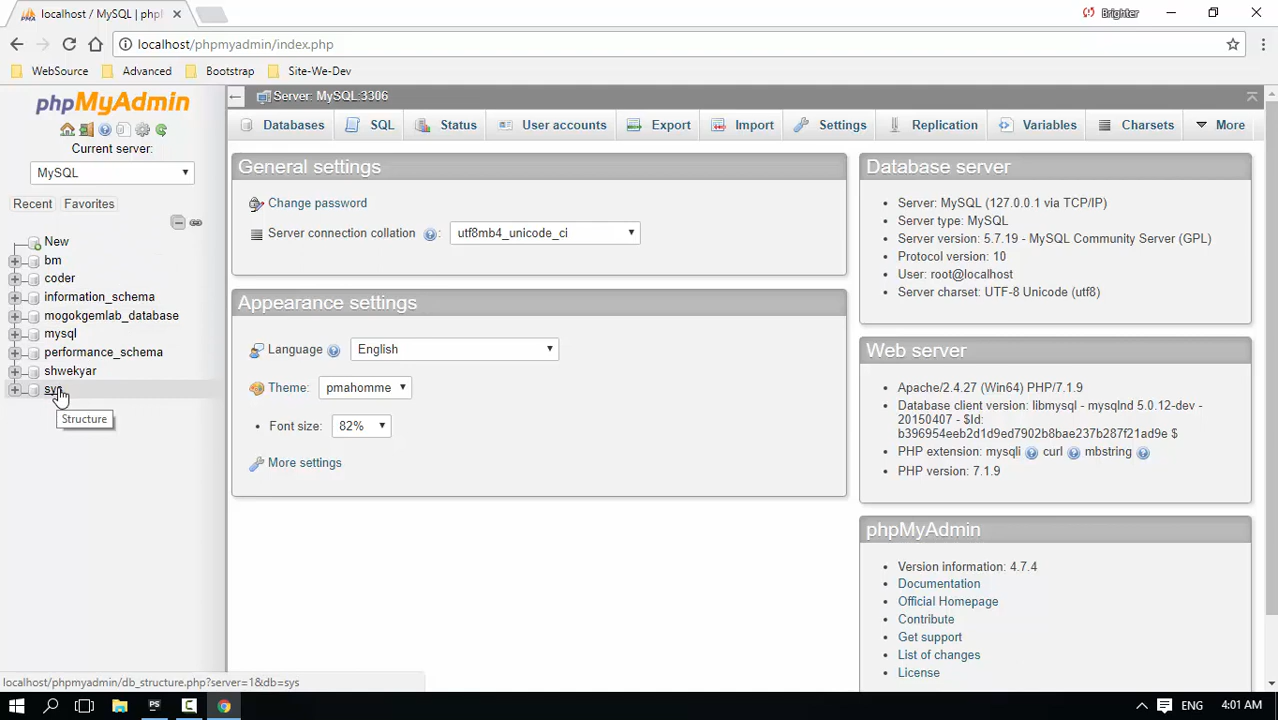 localhost / MySQL | phpl
Brighter
localhost/phpmyadmin/index.php
WebSource Advanced Bootstrap Site-We-Dev
phpMyAdmin
Current server:
MySQL
Recent Favorites
New
bm
coder
information_schema
mogokgemlab_database
mysql
performance_schema
shwekyar
sys
Structure
Server: MySQL:3306
Databases SQL Status User accounts Export Import Settings Replication Variables Charsets More
General settings
Change password
Server connection collation : utf8mb4_unicode_ci
Appearance settings
Language English
Theme: pmahomme
• Font size: 82%
More settings
Database server
• Server: MySQL (127.0.0.1 via TCP/IP)
• Server type: MySQL
• Server version: 5.7.19 - MySQL Community Server (GPL)
• Protocol version: 10
• User: root@localhost
• Server charset: UTF-8 Unicode (utf8)
Web server
• Apache/2.4.27 (Win64) PHP/7.1.9
• Database client version: libmysql - mysqlnd 5.0.12-dev -
20150407 - $Id:
b396954eeb2d1d9ed7902b8bae237b287f21ad9e $
• PHP extension: mysqli curl mbstring
• PHP version: 7.1.9
phpMyAdmin
• Version information: 4.7.4
• Documentation
• Official Homepage
• Contribute
• Get support
• List of changes
• License
localhost/phpmyadmin/db_structure.php?server=1&db=sys
PS
ENG
4:01 AM